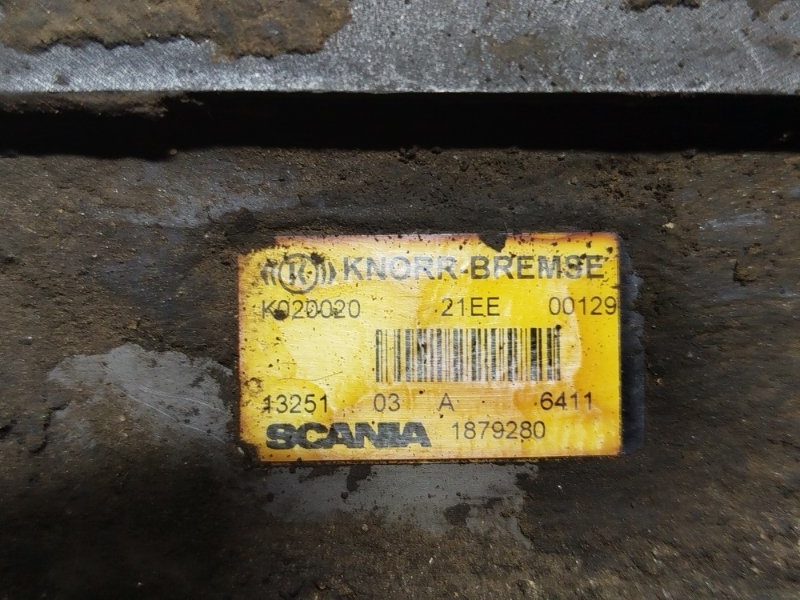 KNORR-BREMSE
K020020 21EE 00129
13251 03 A 6411
SCANIA 1879280